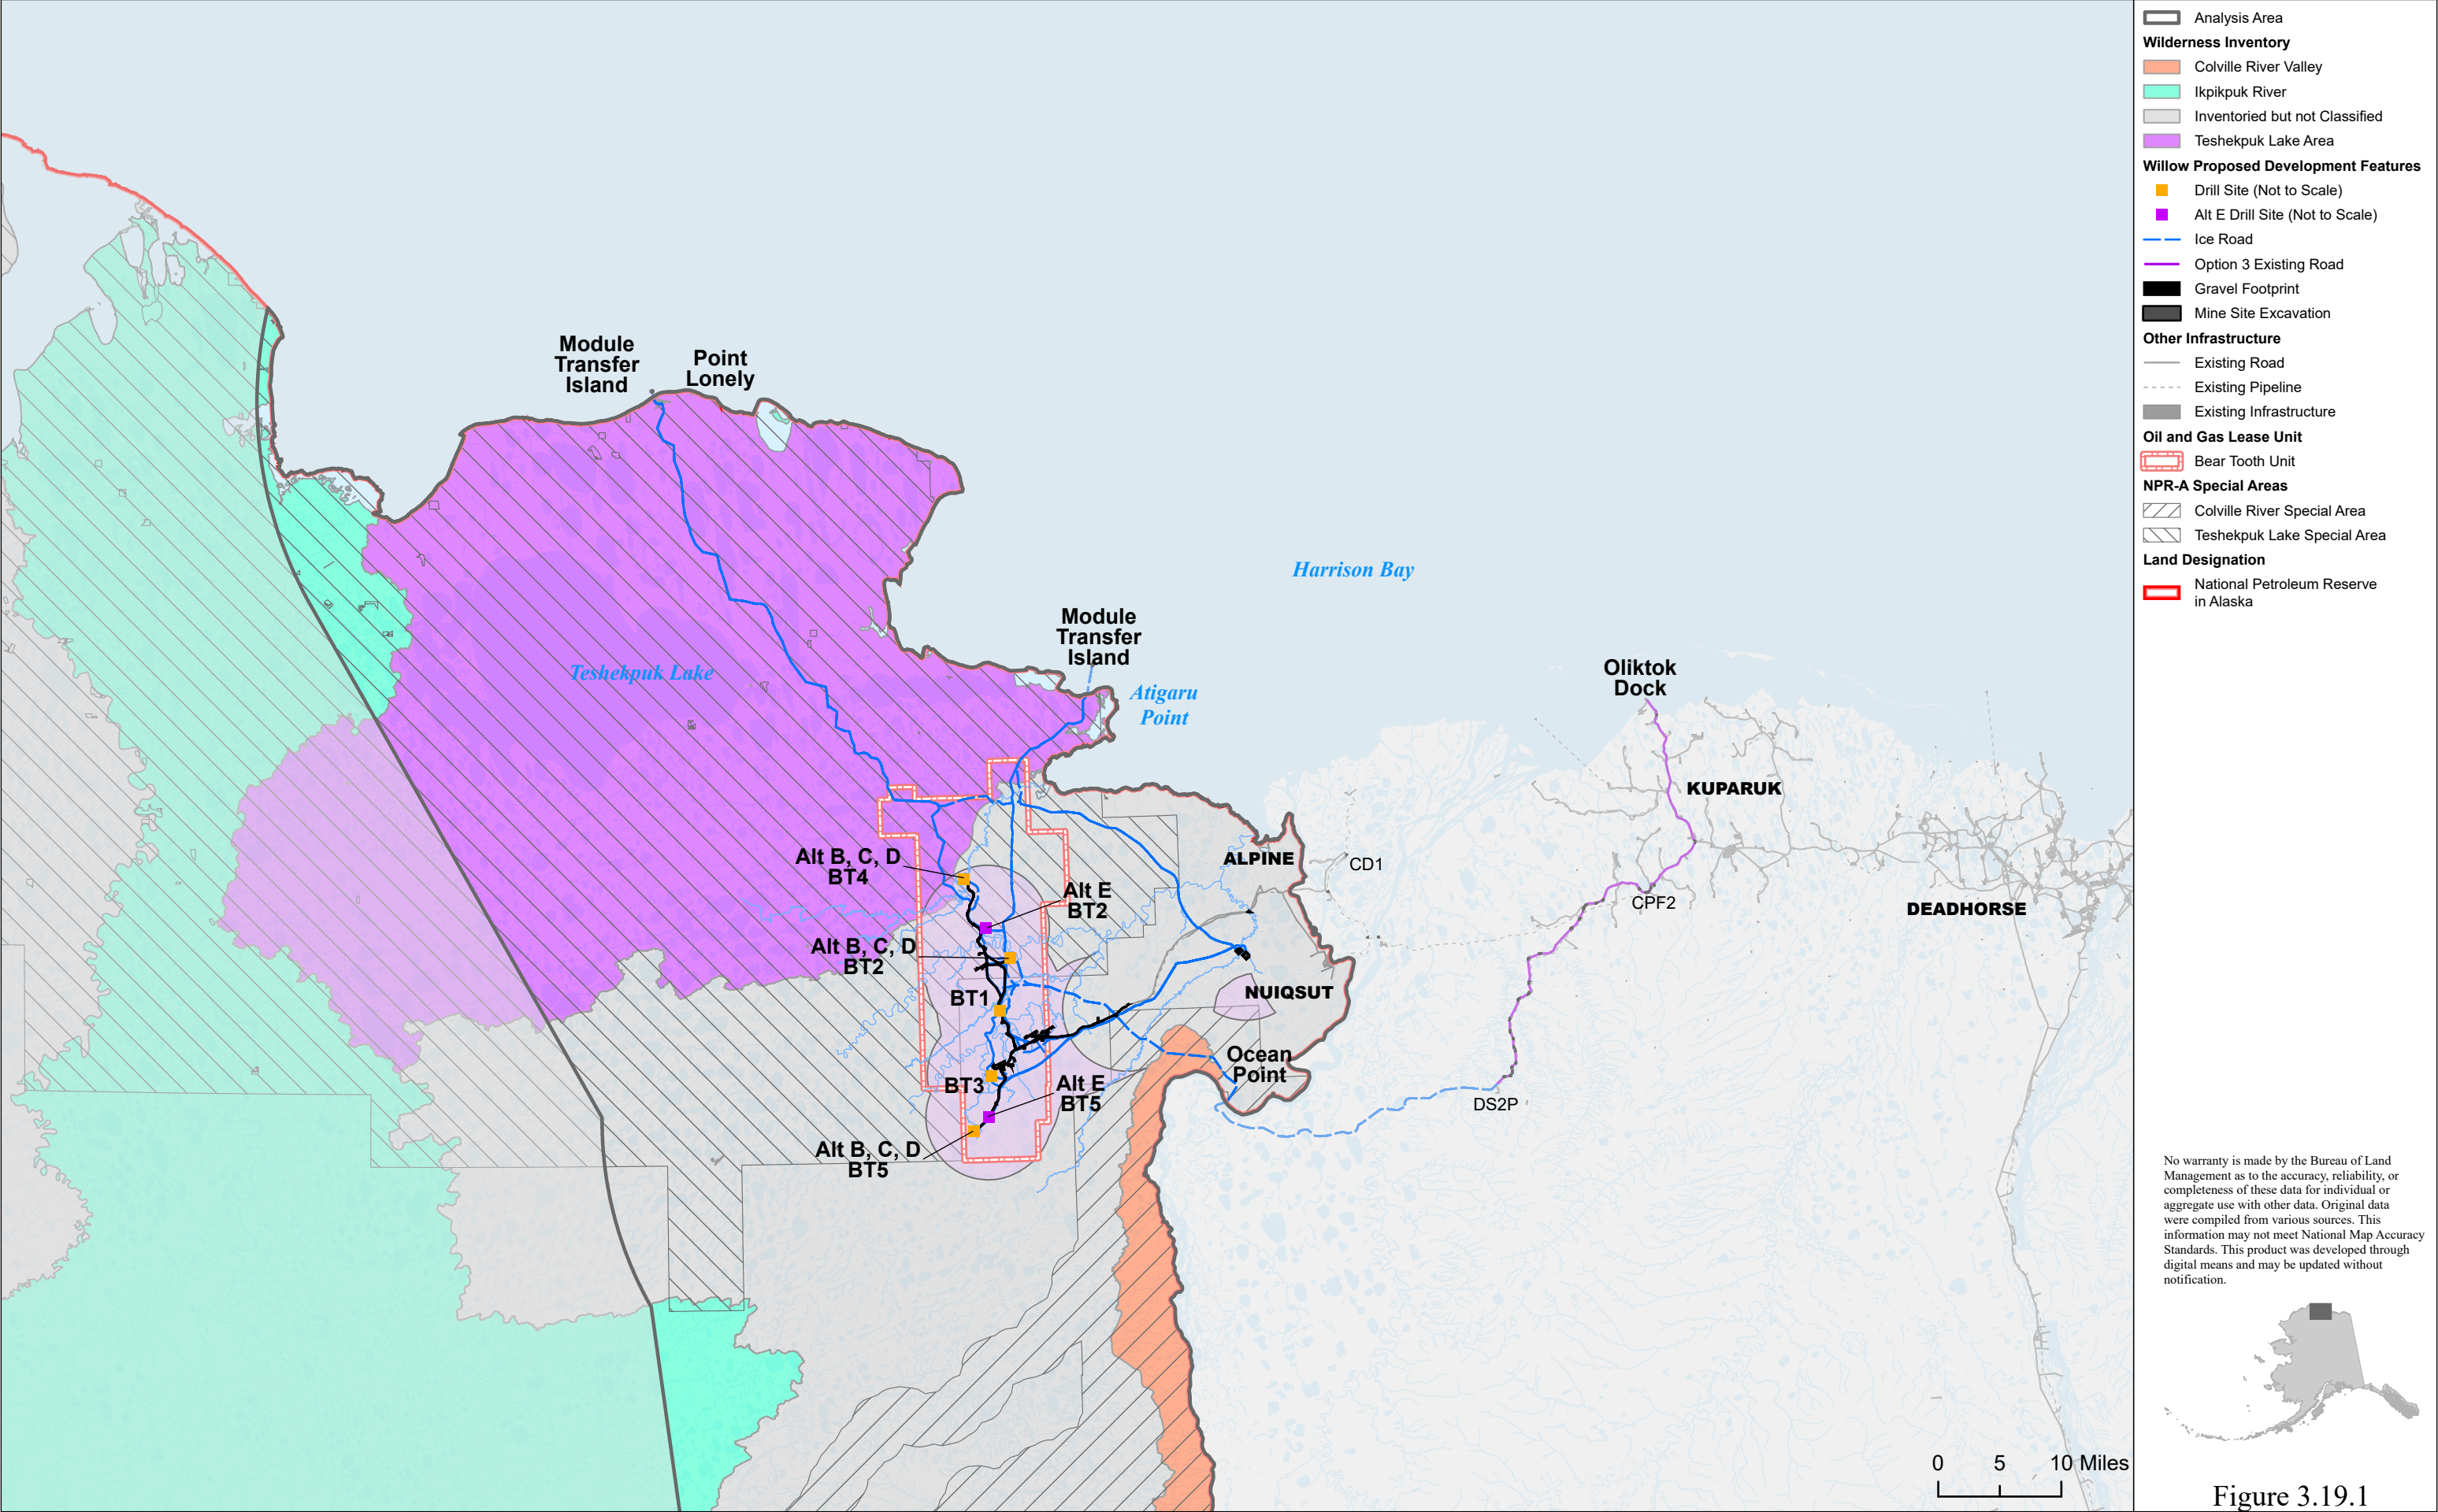 Module
Transfer
Island
Point
Lonely
Harrison Bay
Module
Transfer
Island
Teshekpuk Lake
Atigaru
Point
Oliktok
Dock
KUPARUK
Alt B, C, D
BT4
ALPINE
CD1
Alt E
BT2
CPF2
DEADHORSE
Alt B, C, D
BT2
BT1
NUIQSUT
Ocean
Point
BT3
Alt E
BT5
DS2P
Alt B, C, D
BT5
0 5 10 Miles
Analysis Area
Wilderness Inventory
Colville River Valley
Ikpikpuk River
Inventoried but not Classified
Teshekpuk Lake Area
Willow Proposed Development Features
Drill Site (Not to Scale)
Alt E Drill Site (Not to Scale)
Ice Road
Option 3 Existing Road
Gravel Footprint
Mine Site Excavation
Other Infrastructure
Existing Road
Existing Pipeline
Existing Infrastructure
Oil and Gas Lease Unit
Bear Tooth Unit
NPR-A Special Areas
Colville River Special Area
Teshekpuk Lake Special Area
Land Designation
National Petroleum Reserve
in Alaska
No warranty is made by the Bureau of Land
Management as to the accuracy, reliability, or
completeness of these data for individual or
aggregate use with other data. Original data
were compiled from various sources. This
information may not meet National Map Accuracy
Standards. This product was developed through
digital means and may be updated without
notification.
Figure 3.19.1